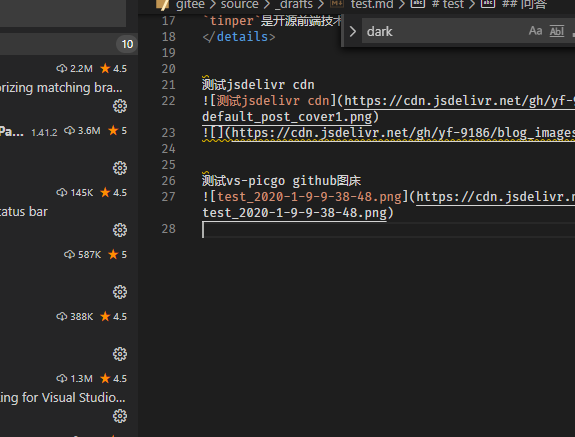 gitee > source > _drafts > test.md > # test > ## 问答
17 `tinper`是开源前端技术
dark
Aa Abl
18 </details>
10
19
2.2M 4.5
20
orizing matching bra...
21 测试jsdelivr cdn
22 ![测试jsdelivr cdn](https://cdn.jsdelivr.net/gh/yf-9
default_post_cover1.png)
Pa... 1.41.2 3.6M 5
23 ![](https://cdn.jsdelivr.net/gh/yf-9186/blog_images
24
25
26 测试vs-picgo github图床
145K 4.5
27 ![test_2020-1-9-9-38-48.png](https://cdn.jsdelivr.n
tatus bar
test_2020-1-9-9-38-48.png)
28
587K 5
388K 4.5
1.3M 4.5
ing for Visual Studio...